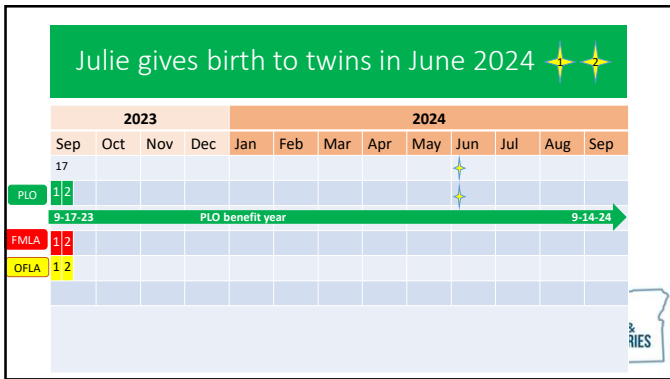 Julie gives birth to twins in June 2024 1 2
2023 2024
Sep Oct Nov Dec Jan Feb Mar Apr May Jun Jul Aug Sep
17
PLO 1 2
9-17-23 PLO benefit year 9-14-24
FMLA 1 2
OFLA 1 2
&
RIES